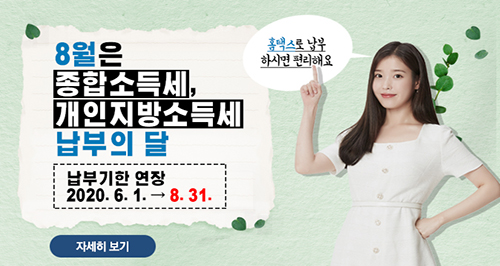 8월은
종합소득세,
개인지방소득세
납부의 달
납부기한 연장
2020. 6. 1. → 8. 31.
자세히 보기
홈택스로 납부
하시면 편리해요